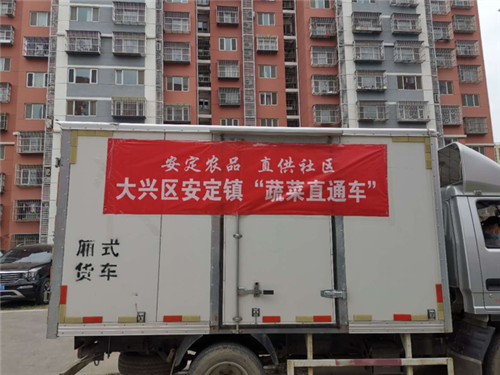 安定农品 直供社区
大兴区安定镇“蔬菜直通车”
厢式
货车